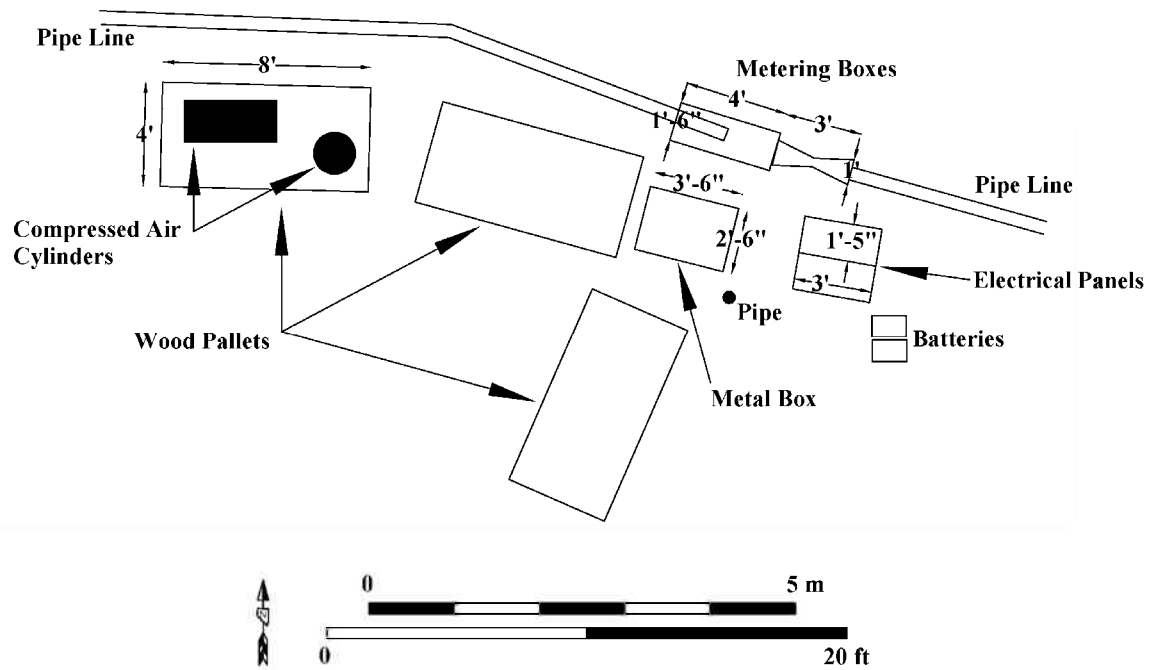 Pipe Line
8'
4'
Compressed Air
Cylinders
Wood Pallets
Metering Boxes
4'
3'
1'-6"
1'
Pipe Line
3'-6"
2'-6"
1'-5"
3'
Electrical Panels
Pipe
Batteries
Metal Box
0
5 m
0
20 ft